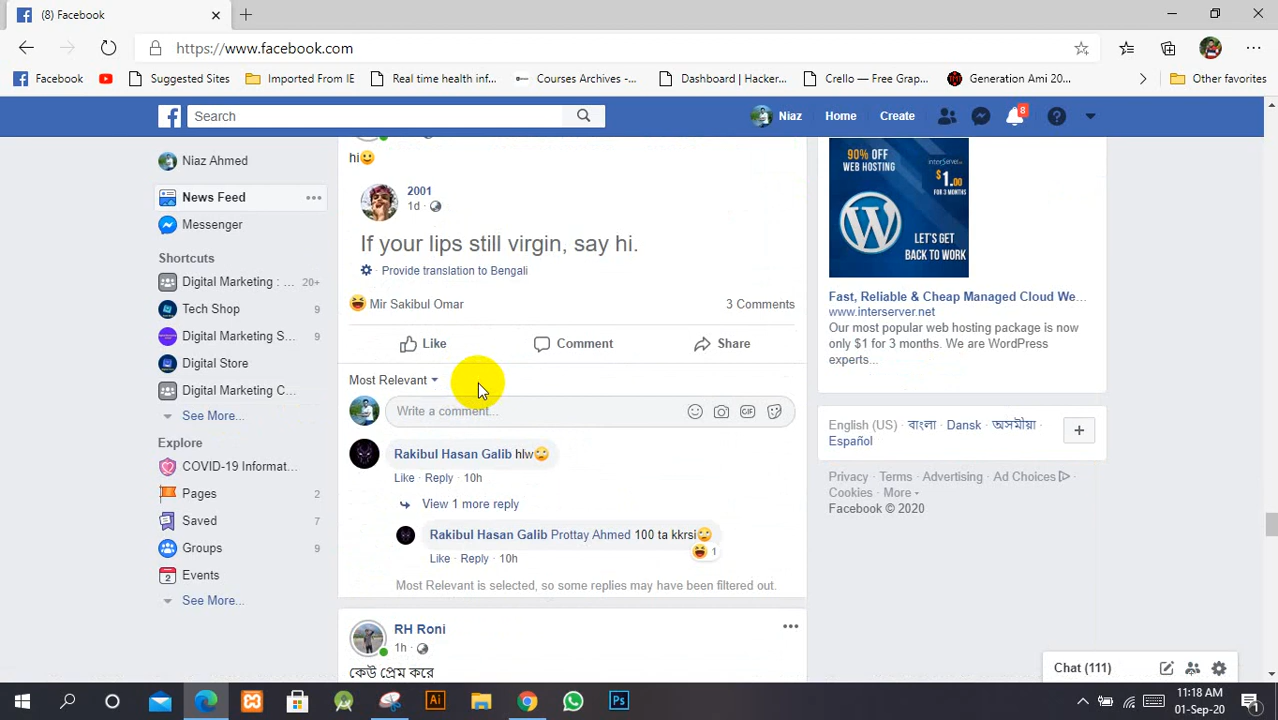 (8) Facebook
https://www.facebook.com
Facebook
Suggested Sites
Imported From IE
Real time health inf...
Courses Archives -...
Dashboard | Hacker...
Crello — Free Grap...
Generation Ami 20...
Other favorites
Search
Niaz
Home
Create
8
Niaz Ahmed
News Feed
Messenger
Shortcuts
Digital Marketing : ... 20+
Tech Shop 9
Digital Marketing S... 9
Digital Store
Digital Marketing C...
See More...
Explore
COVID-19 Informat...
Pages 2
Saved 7
Groups 9
Events
2
See More...
hi😀
2001
1d
If your lips still virgin, say hi.
Provide translation to Bengali
😆 Mir Sakibul Omar
3 Comments
Like
Comment
Share
Most Relevant
Write a comment...
GIF
Rakibul Hasan Galib hlw🙄
Like · Reply · 10h
View 1 more reply
Rakibul Hasan Galib Prottay Ahmed 100 ta kkrsi🙄
😆 1
Like · Reply · 10h
Most Relevant is selected, so some replies may have been filtered out.
RH Roni
1h
কেউ প্রেম করে
90% OFF
WEB HOSTING
interServer
.net
$1.00
FOR 3 MONTHS
LET'S GET
BACK TO WORK
Fast, Reliable & Cheap Managed Cloud We...
www.interserver.net
Our most popular web hosting package is now
only $1 for 3 months. We are WordPress
experts...
English (US) · বাংলা · Dansk · অসমীয়া ·
Español
Privacy · Terms · Advertising · Ad Choices ·
Cookies · More
Facebook © 2020
Chat (111)
Ai
Ps
11:18 AM
01-Sep-20
1